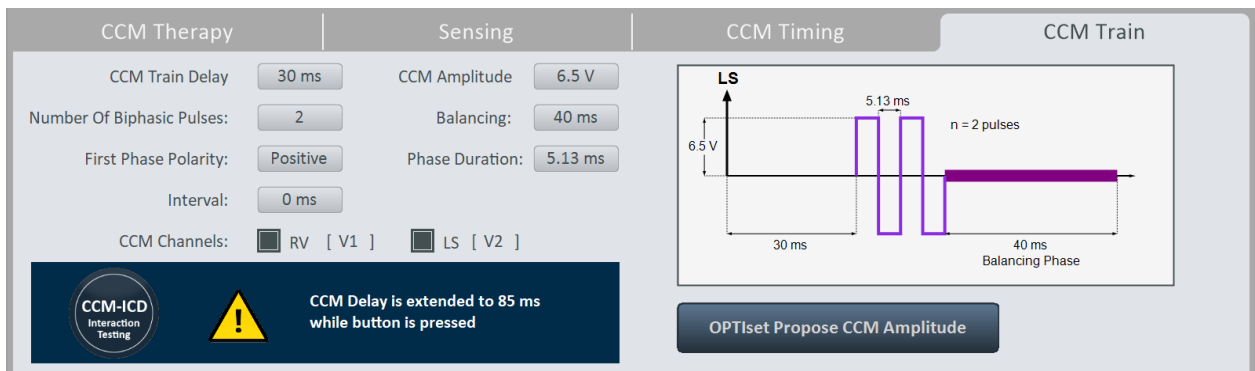 CCM Therapy
Sensing
CCM Timing
CCM Train
CCM Train Delay 30 ms
CCM Amplitude 6.5 V
Number Of Biphasic Pulses: 2
Balancing: 40 ms
First Phase Polarity: Positive
Phase Duration: 5.13 ms
Interval: 0 ms
CCM Channels: RV [ V1 ] LS [ V2 ]
CCM-ICD
Interaction
Testing
CCM Delay is extended to 85 ms
while button is pressed
LS
5.13 ms
n = 2 pulses
6.5 V
30 ms
40 ms
Balancing Phase
OPTIset Propose CCM Amplitude